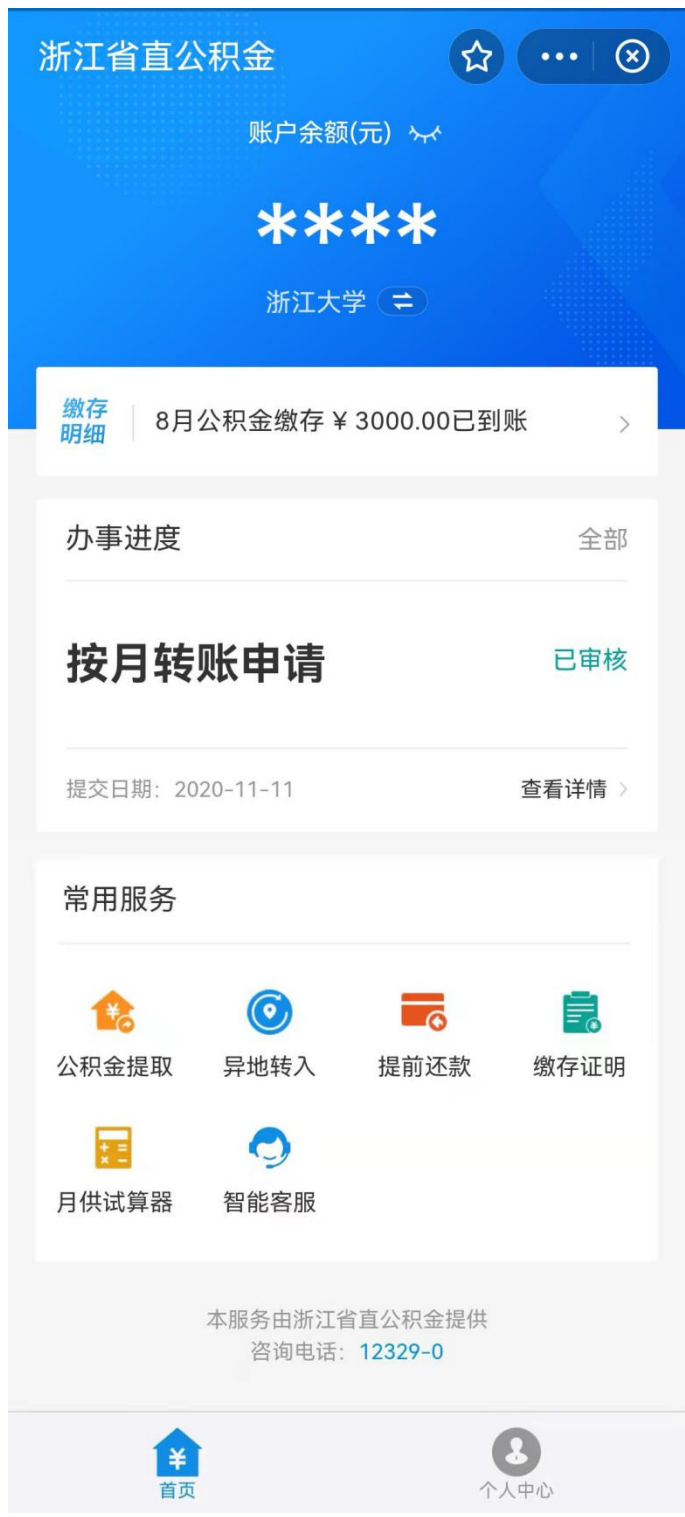 浙江省直公积金
账户余额(元)
****
浙江大学
缴存明细
8月公积金缴存¥3000.00已到账
办事进度
全部
按月转账申请
已审核
提交日期：2020-11-11
查看详情
常用服务
公积金提取
异地转入
提前还款
缴存证明
月供试算器
智能客服
本服务由浙江省直公积金提供
咨询电话：12329-0
首页
个人中心